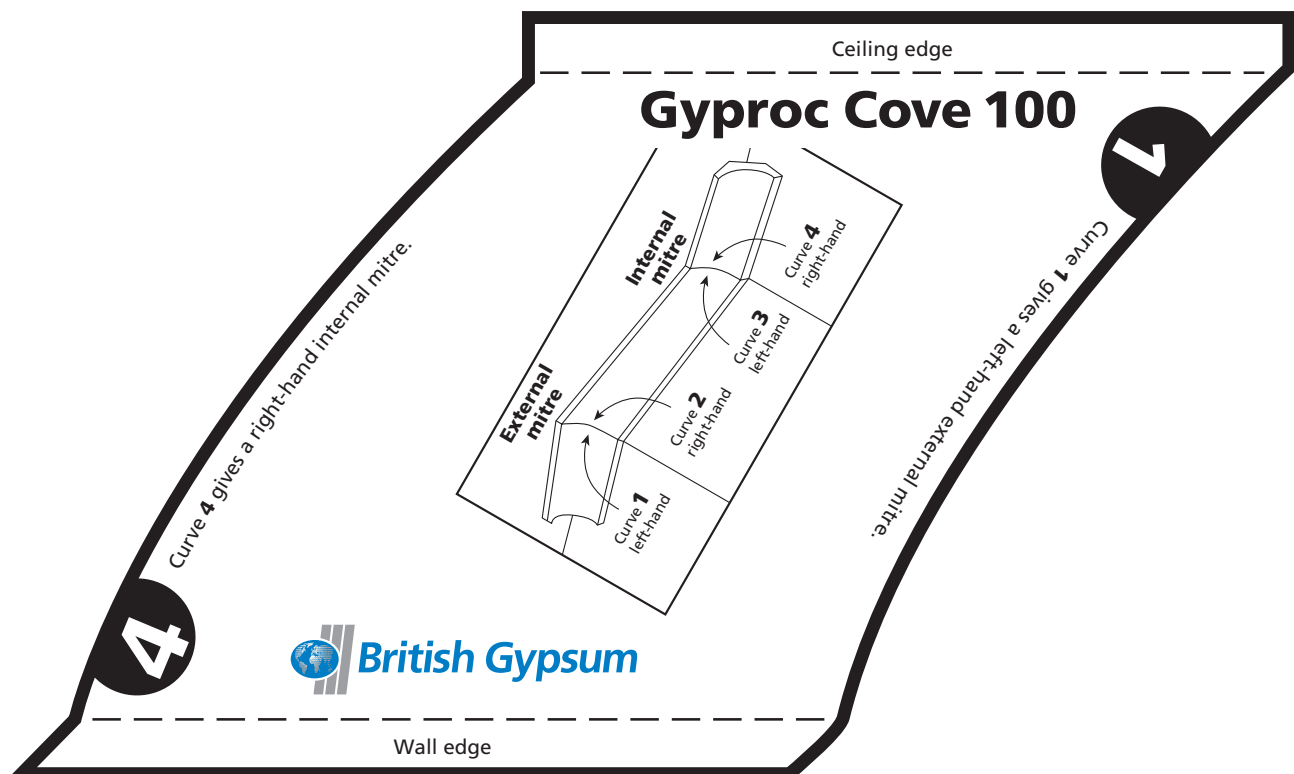 Ceiling edge
Gyproc Cove 100
1
Curve 1 gives a left-hand external mitre.
Internal
mitre
Curve 4
right-hand
Curve 3
left-hand
External
mitre
Curve 2
right-hand
Curve 1
left-hand
Curve 4 gives a right-hand internal mitre.
4
British Gypsum
Wall edge